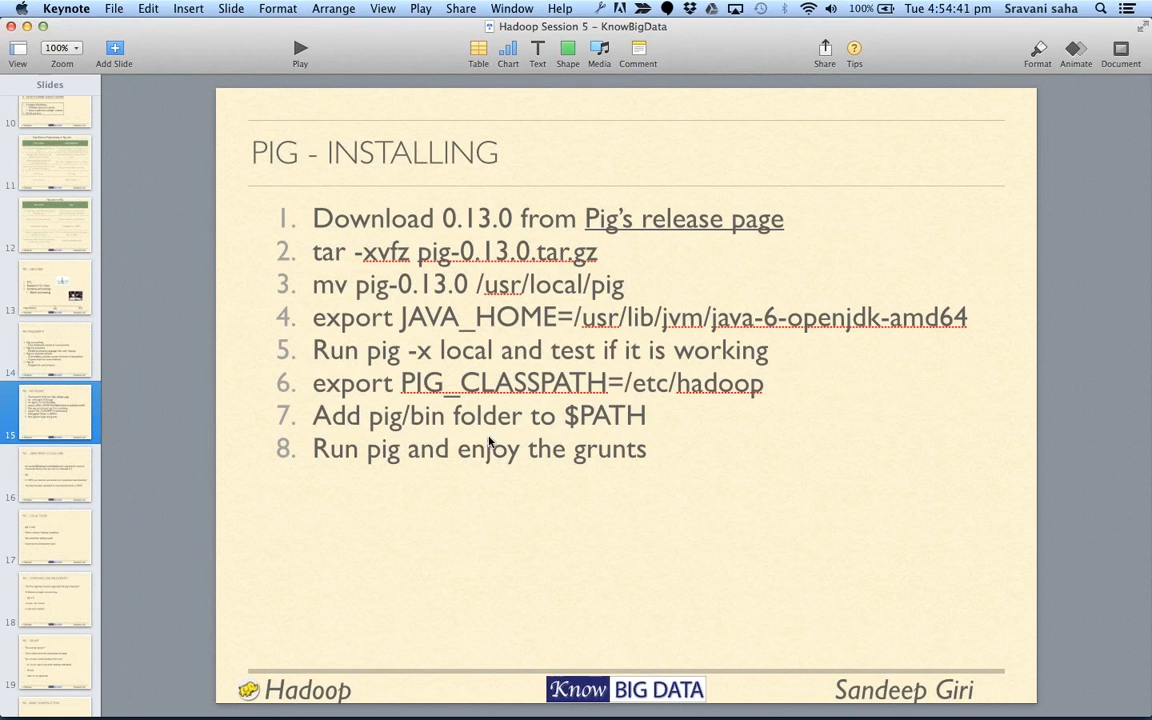 Keynote File Edit Insert Slide Format Arrange View Play Share Window Help 100% Tue 4:54:41 pm Sravani saha
Hadoop Session 5 – KnowBigData
100%
View Zoom Add Slide Play Table Chart Text Shape Media Comment Share Tips Format Animate Document
Slides
10
11
12
13
14
15
16
17
18
19
PIG - INSTALLING
1. Download 0.13.0 from Pig’s release page
2. tar -xvfz pig-0.13.0.tar.gz
3. mv pig-0.13.0 /usr/local/pig
4. export JAVA_HOME=/usr/lib/jvm/java-6-openjdk-amd64
5. Run pig -x local and test if it is working
6. export PIG_CLASSPATH=/etc/hadoop
7. Add pig/bin folder to $PATH
8. Run pig and enjoy the grunts
Hadoop Know BIG DATA Sandeep Giri